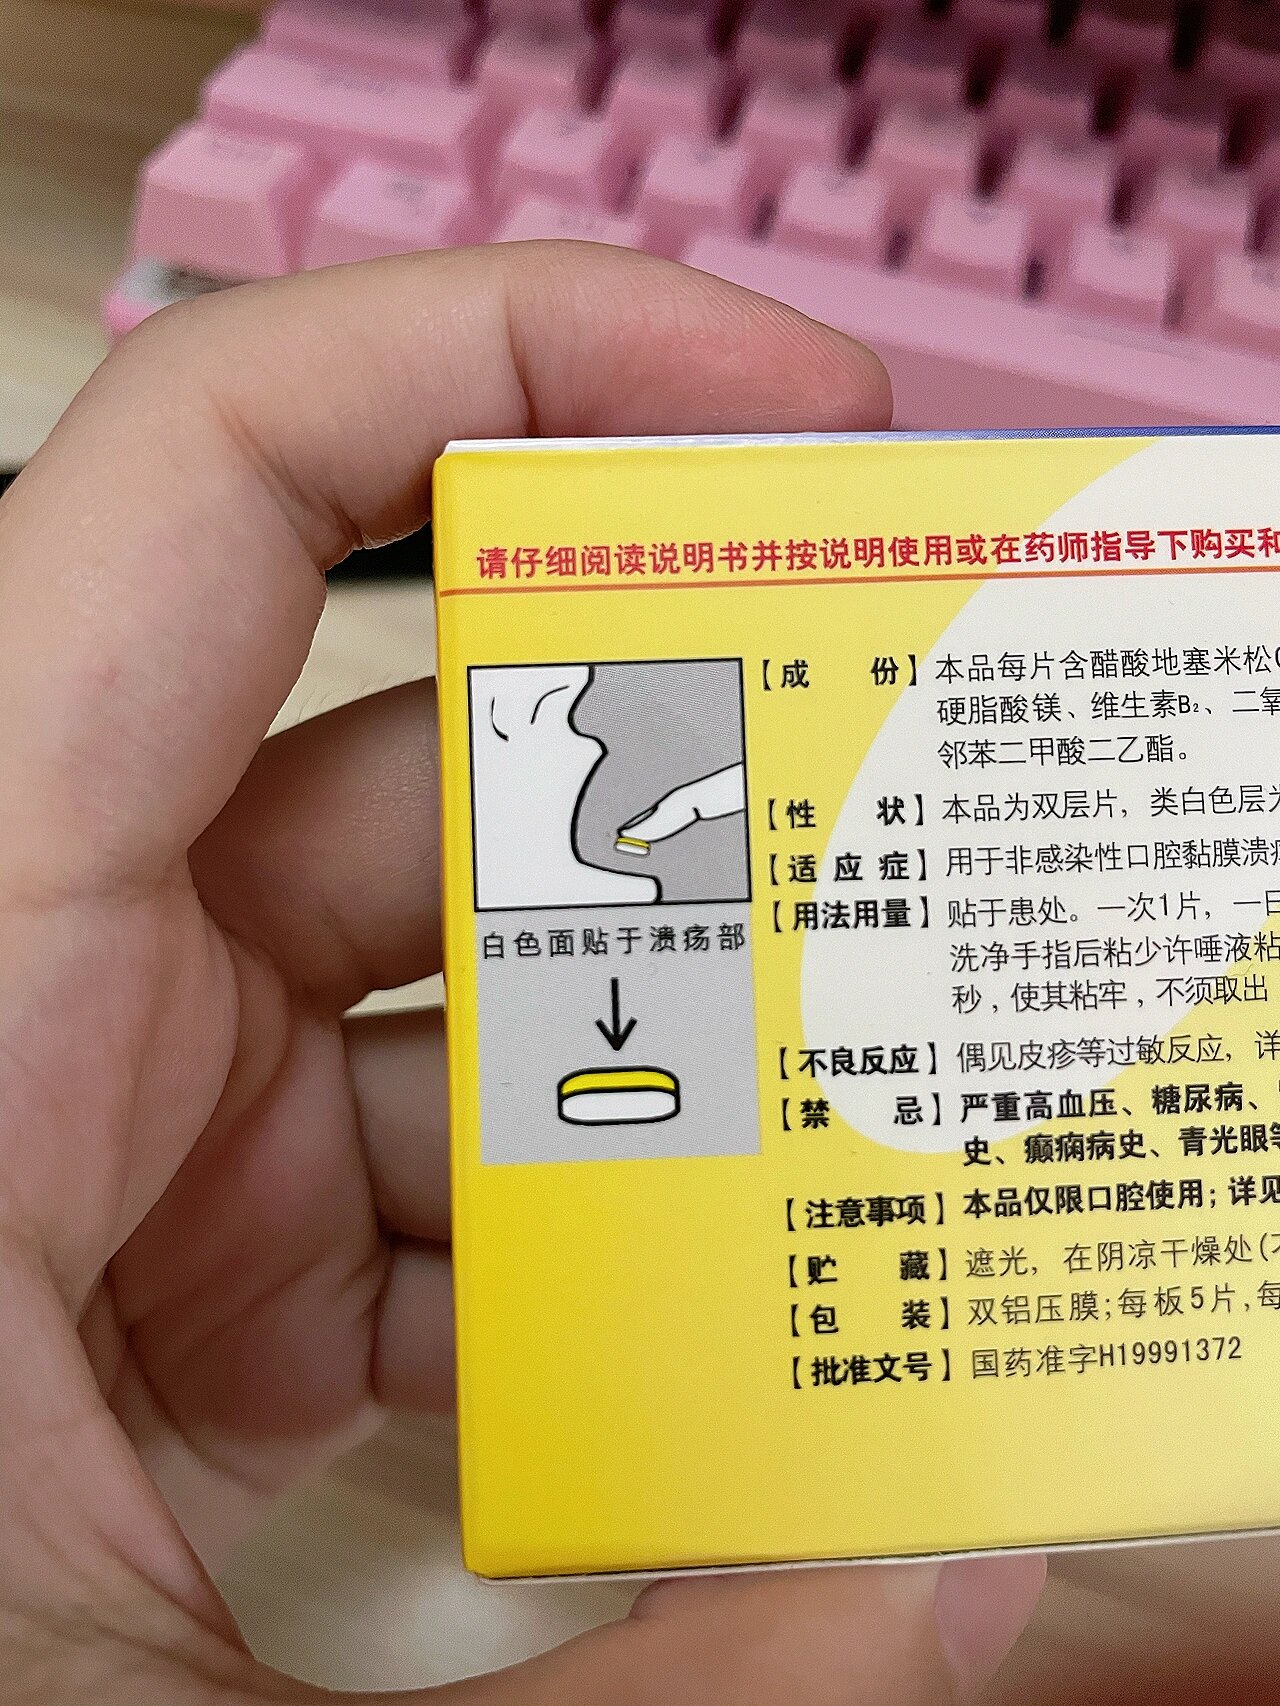 请仔细阅读说明书并按说明使用或在药师指导下购买和
【成 份】本品每片含醋酸地塞米松
硬脂酸镁、维生素B₂、二氧
邻苯二甲酸二乙酯。
【性 状】本品为双层片，类白色层为
【适 应 症】用于非感染性口腔黏膜溃疡
【用法用量】贴于患处。一次1片，一日
洗净手指后粘少许唾液粘
秒，使其粘牢，不须取出
【不良反应】偶见皮疹等过敏反应，详
【禁 忌】严重高血压、糖尿病、
史、癫痫病史、青光眼等
【注意事项】本品仅限口腔使用；详见
【贮 藏】遮光，在阴凉干燥处(不
【包 装】双铝压膜；每板5片，每
【批准文号】国药准字H19991372
白色面贴于溃疡部